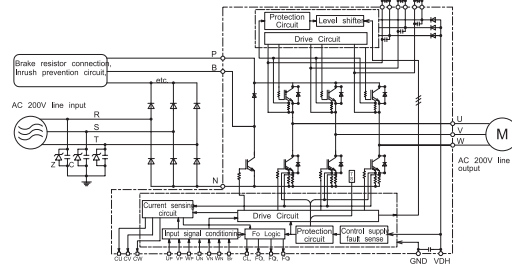 Protection Circuit
Level shifter
Drive Circuit
P
Brake resistor connection,
Inrush prevention circuit,
etc.
B
AC 200V line input
R
S
T
Z
C
N
U
V
W
M
AC 200V line
output
Current sensing
circuit
Drive Circuit
Input signal conditioning
Fo Logic
Protection
circuit
Control supply
fault sense
CU CV CW
UP VP WP UN VN WN Br
GND VDH